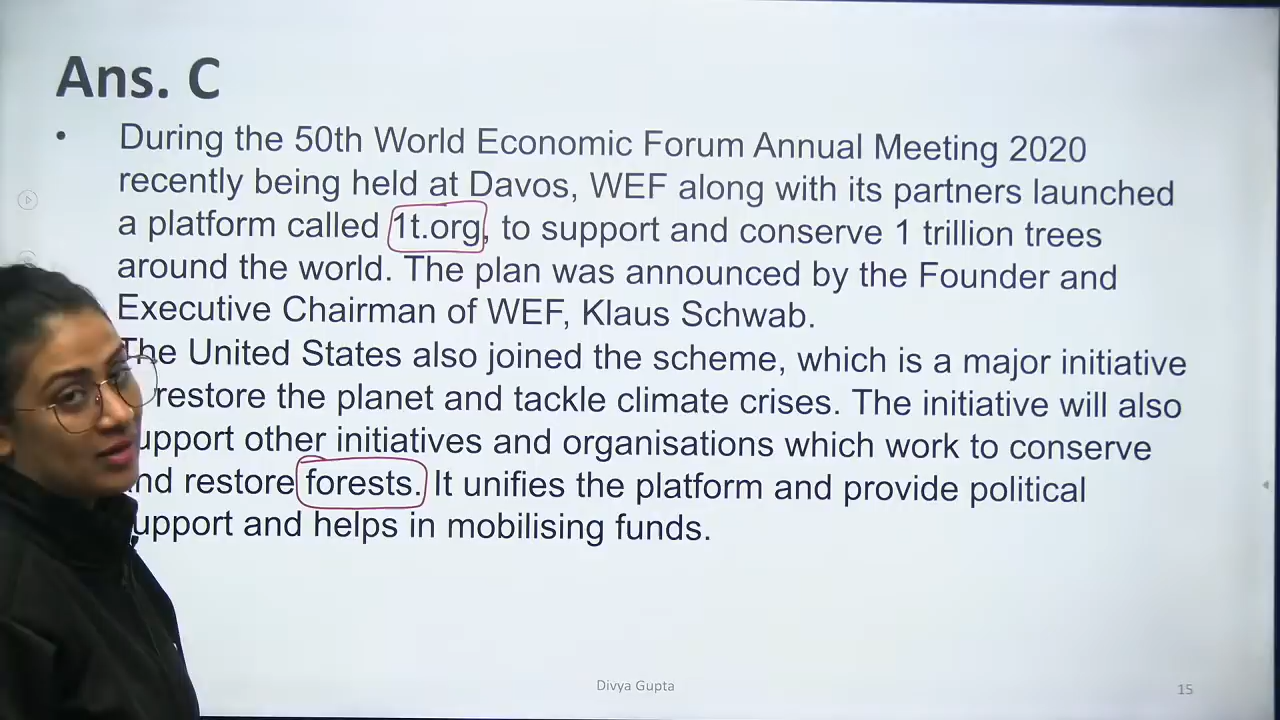 Ans. C
• During the 50th World Economic Forum Annual Meeting 2020
recently being held at Davos, WEF along with its partners launched
a platform called 1t.org, to support and conserve 1 trillion trees
around the world. The plan was announced by the Founder and
Executive Chairman of WEF, Klaus Schwab.
The United States also joined the scheme, which is a major initiative
restore the planet and tackle climate crises. The initiative will also
upport other initiatives and organisations which work to conserve
nd restore forests. It unifies the platform and provide political
upport and helps in mobilising funds.
Divya Gupta
15